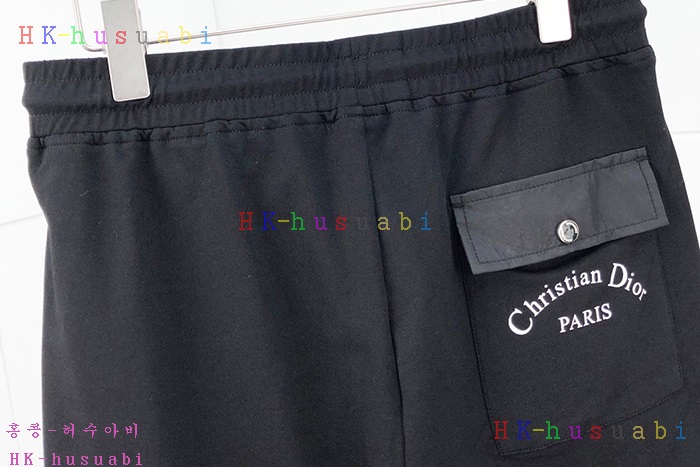 HK-husuabi
HK-husuabi
Christian Dior
PARIS
홍콩-허수아비
HK-husuabi
HK-husuabi